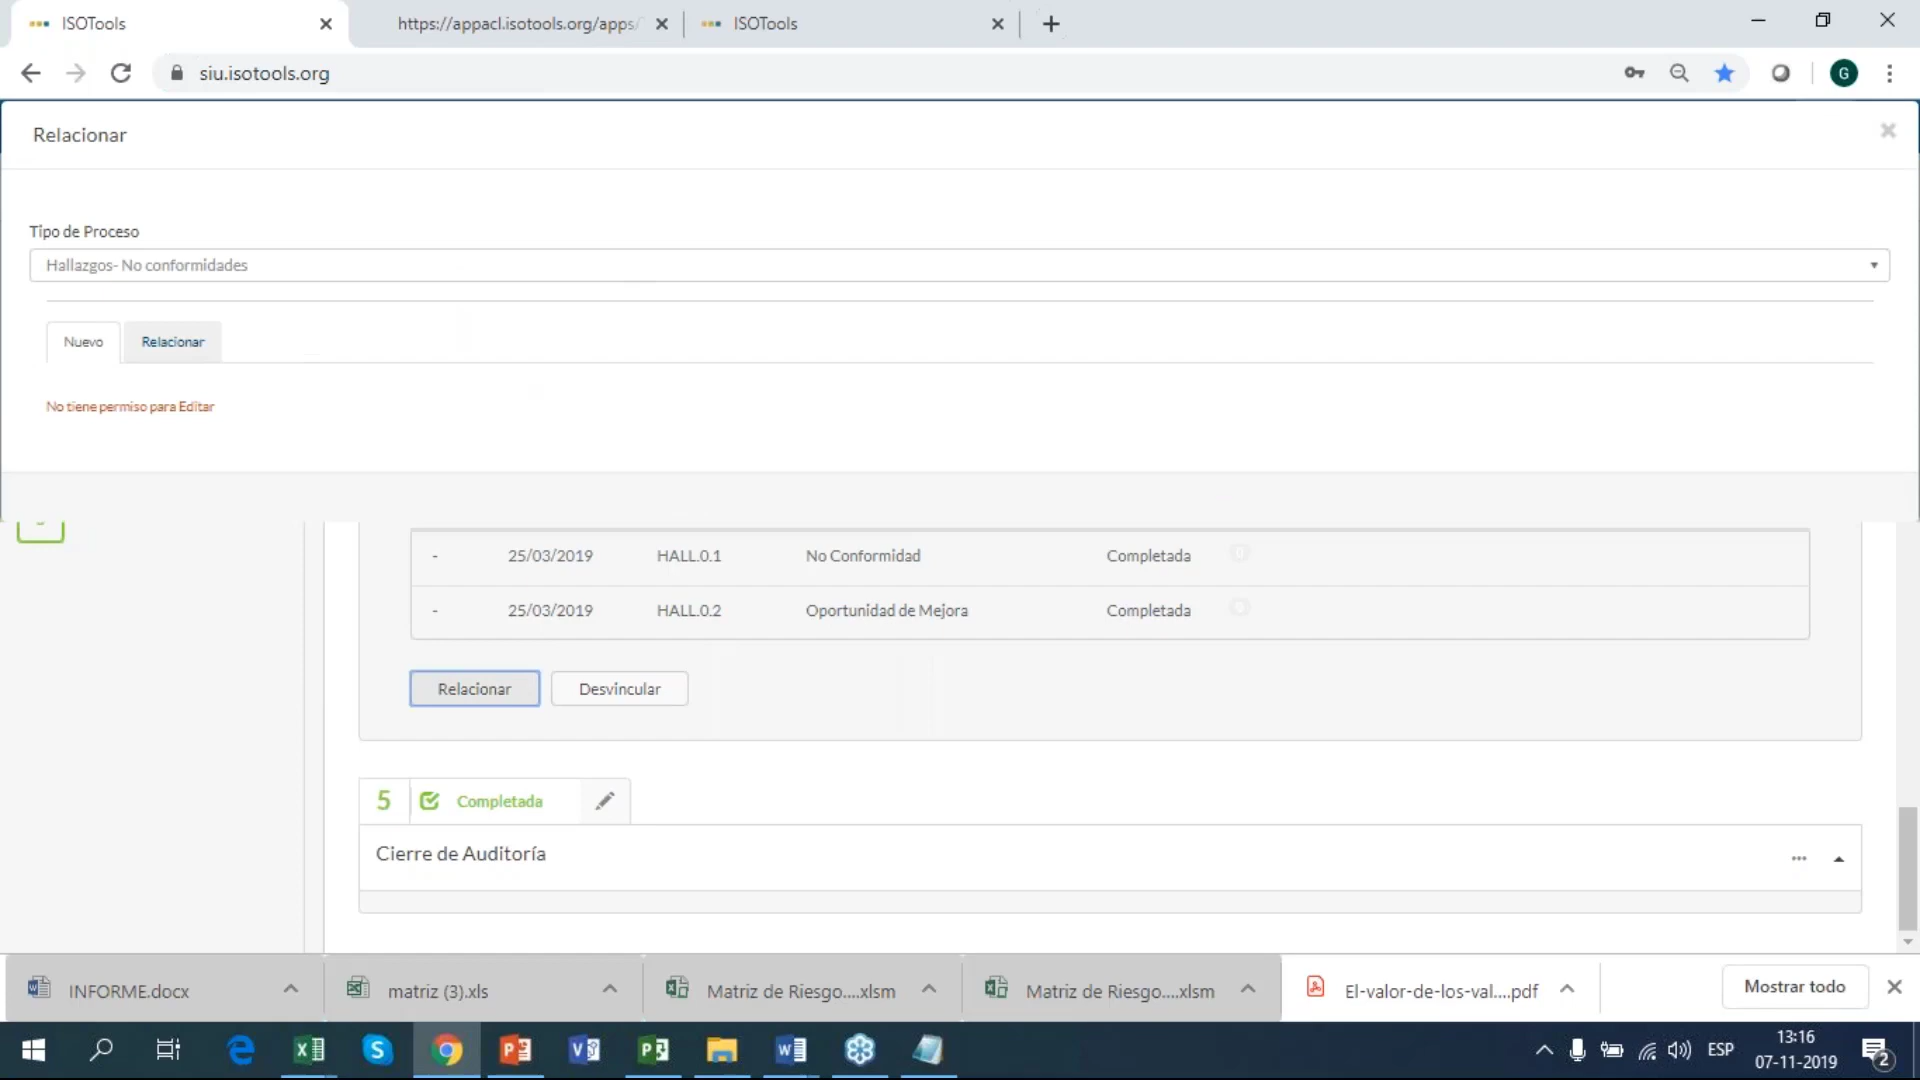 ISOTools
https://appacl.isotools.org/apps/
ISOTools
siu.isotools.org
G
Relacionar
Tipo de Proceso
Hallazgos- No conformidades
Nuevo
Relacionar
No tiene permiso para Editar
- 25/03/2019 HALL.0.1 No Conformidad Completada
- 25/03/2019 HALL.0.2 Oportunidad de Mejora Completada
Relacionar
Desvincular
5 Completada
Cierre de Auditoría
INFORME.docx
matriz (3).xls
Matriz de Riesgo....xlsm
Matriz de Riesgo....xlsm
El-valor-de-los-val....pdf
Mostrar todo
ESP
13:16
07-11-2019
2